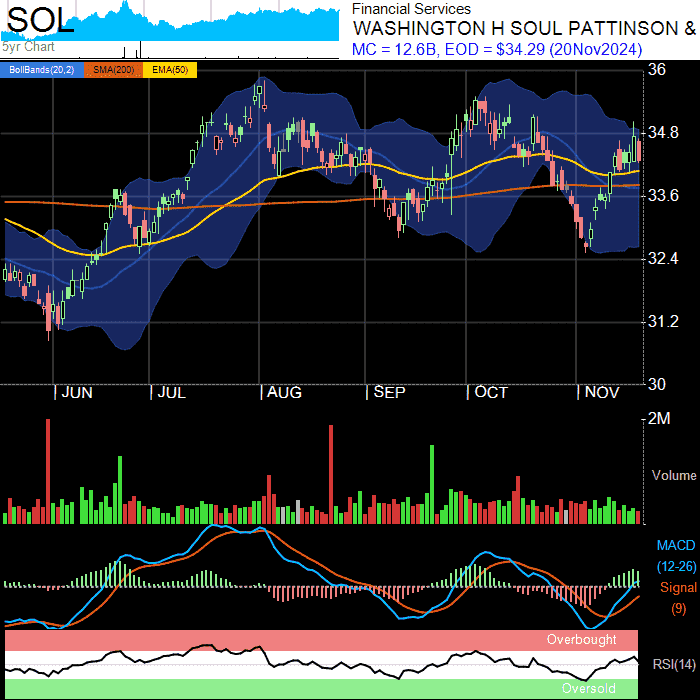 SOL
5yr Chart
Financial Services
WASHINGTON H SOUL PATTINSON &
MC = 12.6B, EOD = $34.29 (20Nov2024)
BollBands(20,2) SMA(200) EMA(50)
36
34.8
33.6
32.4
31.2
30
| JUN | JUL | AUG | SEP | OCT | NOV
2M
Volume
MACD
(12-26)
Signal
(9)
Overbought
RSI(14)
Oversold